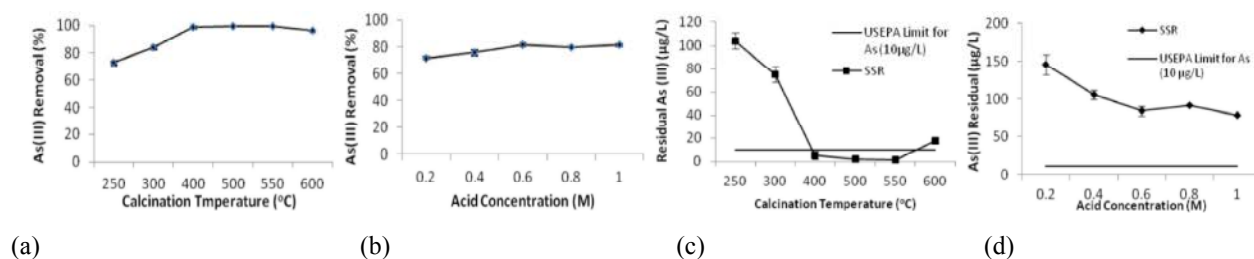 As(III) Removal (%)
100
80
60
40
20
0
250 300 400 500 550 600
Calcination Tmperature (⁰C)
(a)
As(III) Removal (%)
100
80
60
40
20
0
0.2 0.4 0.6 0.8 1
Acid Concentration (M)
(b)
Residual As (III) (µg/L)
120
100
80
60
40
20
0
USEPA Limit for
As (10µg/L)
SSR
250 300 400 500 550 600
Calcination Temperature (⁰C)
(c)
As(III) Residual (µg/L)
200
150
100
50
0
SSR
USEPA Limit for As
(10 µg/L)
0.2 0.4 0.6 0.8 1
Acid Concentration (M)
(d)